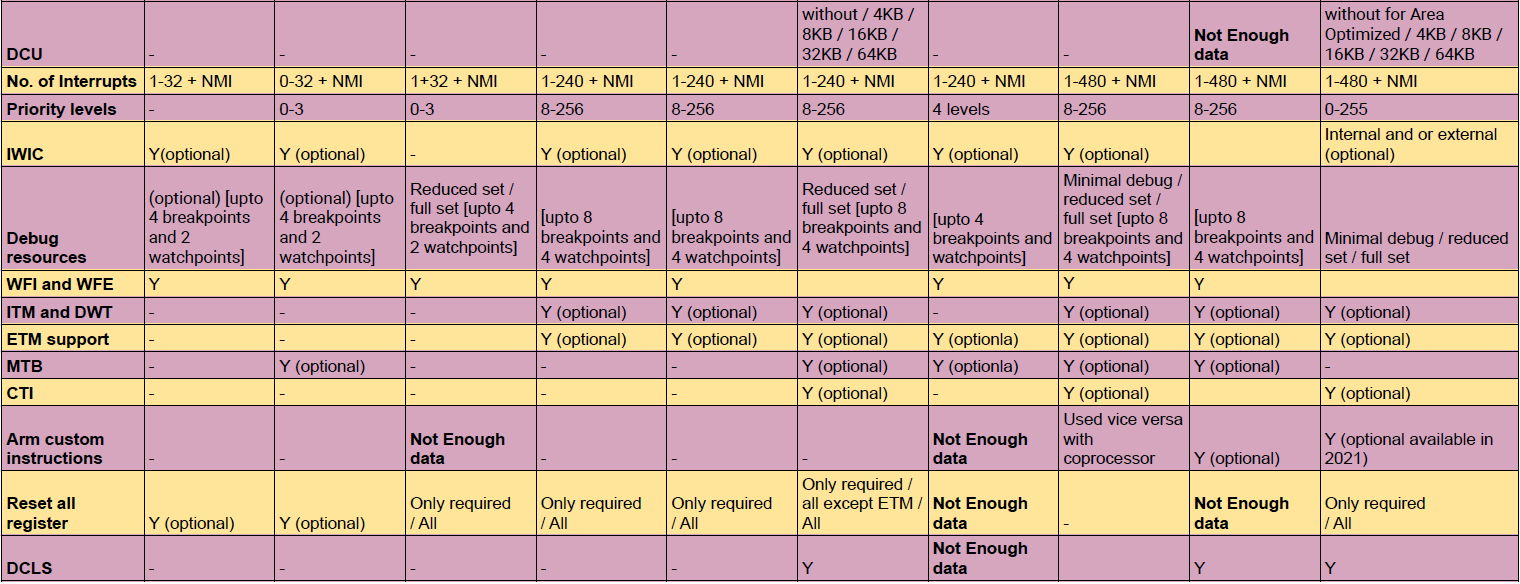 DCU - - - - - without / 4KB / 8KB / 16KB / 32KB / 64KB - - Not Enough data without for Area Optimized / 4KB / 8KB / 16KB / 32KB / 64KB
No. of Interrupts 1-32 + NMI 0-32 + NMI 1+32 + NMI 1-240 + NMI 1-240 + NMI 1-240 + NMI 1-240 + NMI 1-480 + NMI 1-480 + NMI 1-480 + NMI
Priority levels - 0-3 0-3 8-256 8-256 8-256 4 levels 8-256 8-256 0-255
IWIC Y(optional) Y (optional) - Y (optional) Y (optional) Y (optional) Y (optional) Y (optional) Internal and or external (optional)
Debug resources (optional) [upto 4 breakpoints and 2 watchpoints] (optional) [upto 4 breakpoints and 2 watchpoints] Reduced set / full set [upto 4 breakpoints and 2 watchpoints] [upto 8 breakpoints and 4 watchpoints] [upto 8 breakpoints and 4 watchpoints] Reduced set / full set [upto 8 breakpoints and 4 watchpoints] [upto 4 breakpoints and watchpoints] Minimal debug / reduced set / full set [upto 8 breakpoints and 4 watchpoints] [upto 8 breakpoints and 4 watchpoints] Minimal debug / reduced set / full set
WFI and WFE Y Y Y Y Y Y Y Y
ITM and DWT - - - Y (optional) Y (optional) Y (optional) - Y (optional) Y (optional) Y (optional)
ETM support - - - Y (optional) Y (optional) Y (optional) Y (optionla) Y (optional) Y (optional) Y (optional)
MTB - Y (optional) - - - Y (optional) Y (optionla) Y (optional) Y (optional) -
CTI - - - - - Y (optional) - Y (optional) Y (optional)
Arm custom instructions - - Not Enough data - - - Not Enough data Used vice versa with coprocessor Y (optional) Y (optional available in 2021)
Reset all register Y (optional) Y (optional) Only required / All Only required / All Only required / All Only required / all except ETM / All Not Enough data - Not Enough data Only required / All
DCLS - - - - - Y Not Enough data Y Y